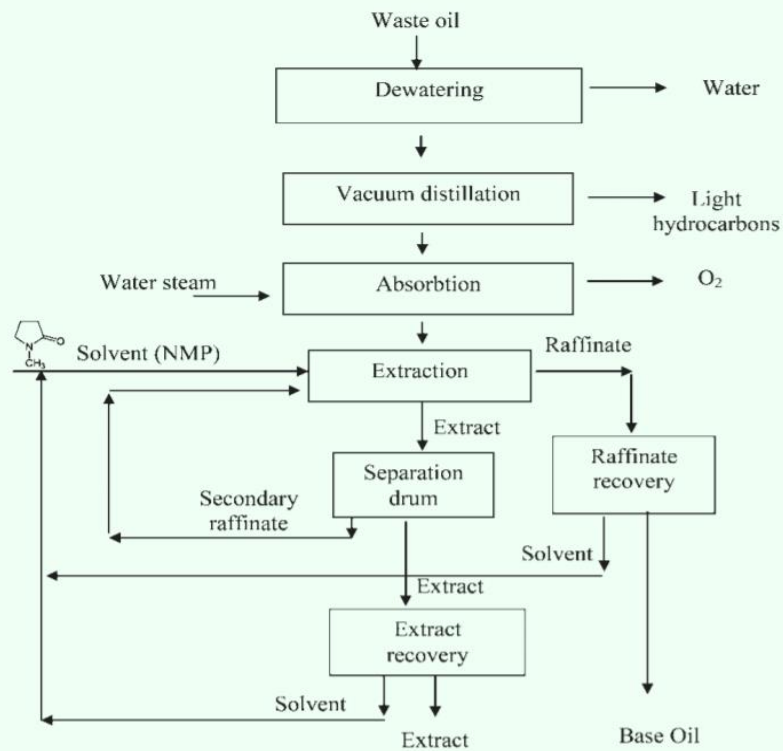 Waste oil
Dewatering
Water
Vacuum distillation
Light
hydrocarbons
Water steam
Absorbtion
O₂
N
O
CH₃
Solvent (NMP)
Extraction
Raffinate
Extract
Separation
drum
Raffinate
recovery
Secondary
raffinate
Solvent
Extract
Extract
recovery
Solvent
Extract
Base Oil